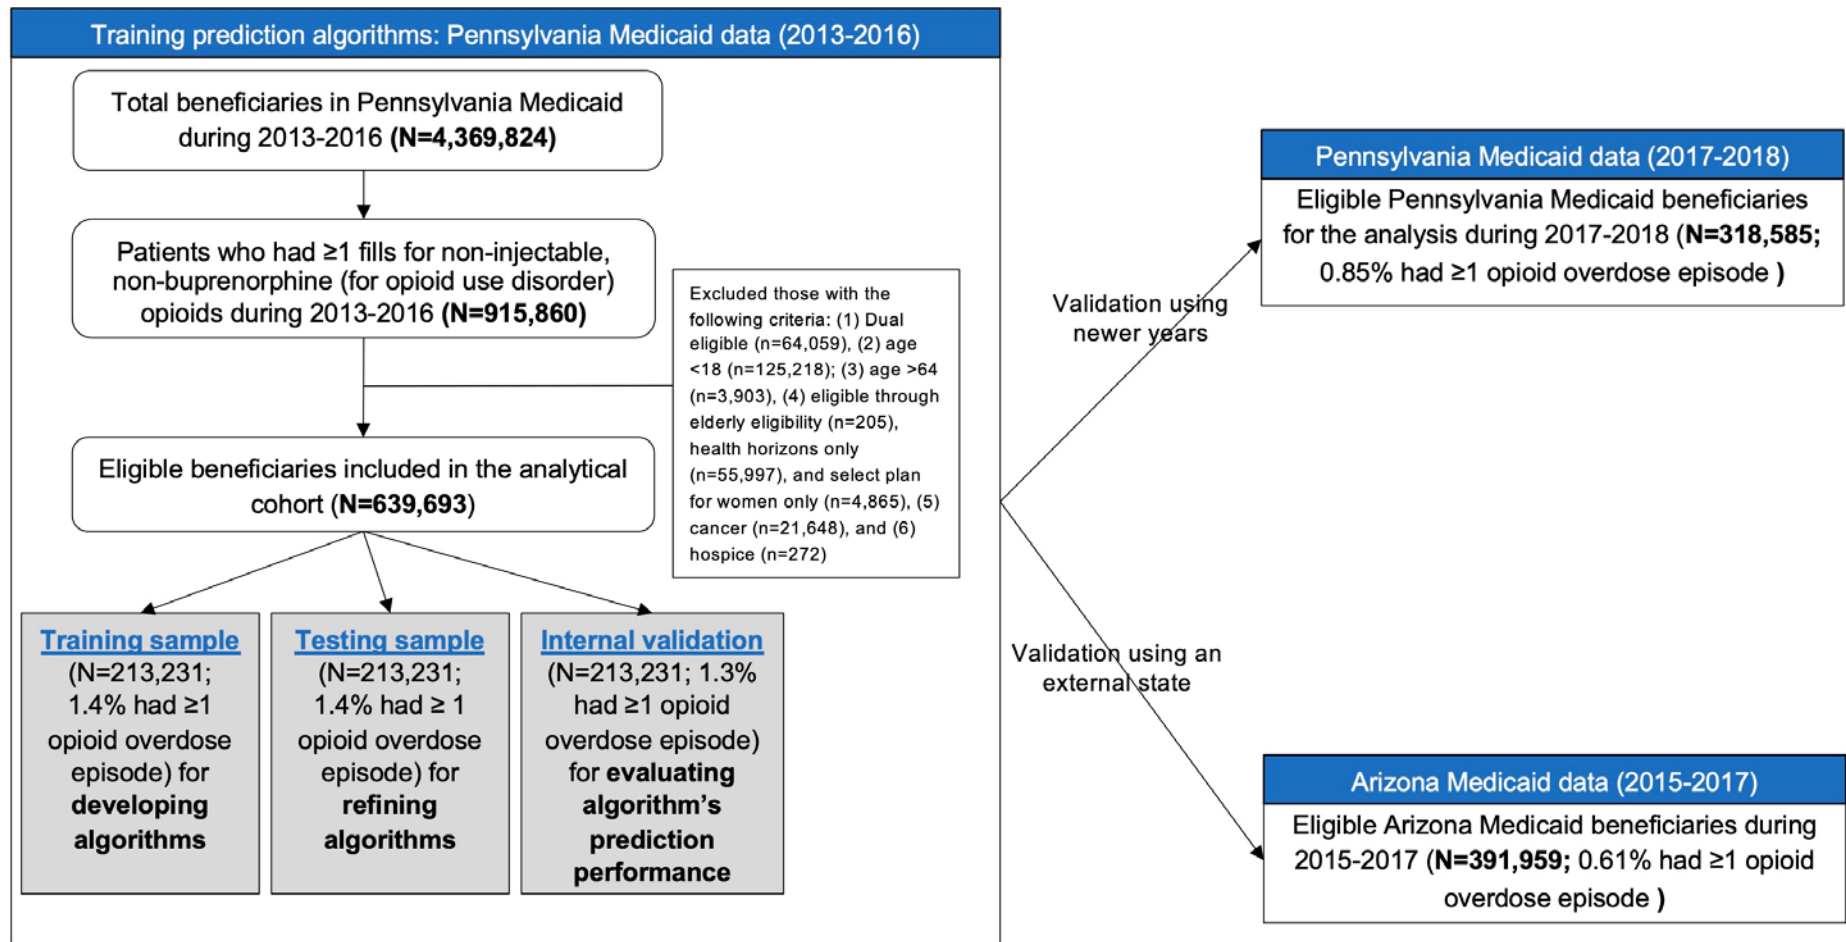 Training prediction algorithms: Pennsylvania Medicaid data (2013-2016)
Total beneficiaries in Pennsylvania Medicaid
during 2013-2016 (N=4,369,824)
Patients who had ≥1 fills for non-injectable,
non-buprenorphine (for opioid use disorder)
opioids during 2013-2016 (N=915,860)
Excluded those with the
following criteria: (1) Dual
eligible (n=64,059), (2) age
<18 (n=125,218); (3) age >64
(n=3,903), (4) eligible through
elderly eligibility (n=205),
health horizons only
(n=55,997), and select plan
for women only (n=4,865), (5)
cancer (n=21,648), and (6)
hospice (n=272)
Eligible beneficiaries included in the analytical
cohort (N=639,693)
Training sample
(N=213,231;
1.4% had ≥1
opioid overdose
episode) for
developing
algorithms
Testing sample
(N=213,231;
1.4% had ≥ 1
opioid overdose
episode) for
refining
algorithms
Internal validation
(N=213,231; 1.3%
had ≥1 opioid
overdose episode)
for evaluating
algorithm's
prediction
performance
Validation using
newer years
Pennsylvania Medicaid data (2017-2018)
Eligible Pennsylvania Medicaid beneficiaries
for the analysis during 2017-2018 (N=318,585;
0.85% had ≥1 opioid overdose episode )
Validation using an
external state
Arizona Medicaid data (2015-2017)
Eligible Arizona Medicaid beneficiaries during
2015-2017 (N=391,959; 0.61% had ≥1 opioid
overdose episode )